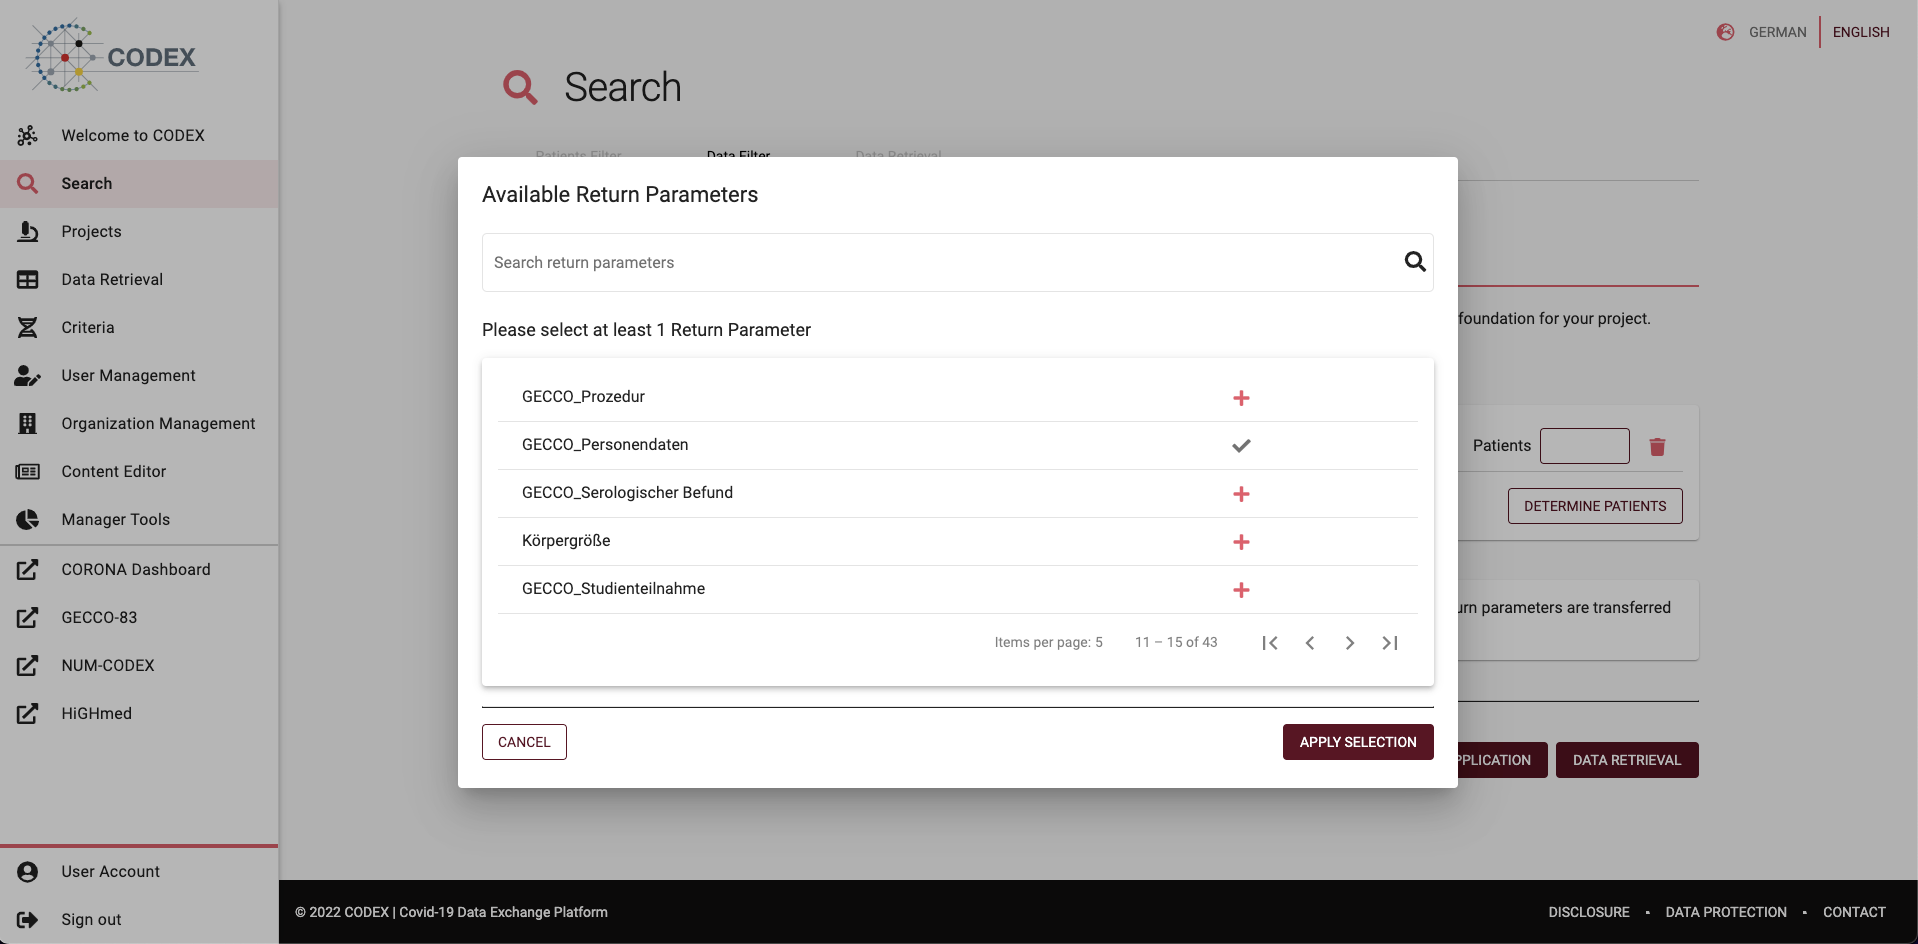 CODEX
Welcome to CODEX
Search
Projects
Data Retrieval
Criteria
User Management
Organization Management
Content Editor
Manager Tools
CORONA Dashboard
GECCO-83
NUM-CODEX
HiGHmed
User Account
Sign out
GERMAN
ENGLISH
Search
Patients Filter
Data Filter
Data Retrieval
Available Return Parameters
Search return parameters
Please select at least 1 Return Parameter
GECCO_Prozedur
GECCO_Personendaten
GECCO_Serologischer Befund
Körpergröße
GECCO_Studienteilnahme
Items per page: 5
11 – 15 of 43
CANCEL
APPLY SELECTION
foundation for your project.
Patients
DETERMINE PATIENTS
parameters are transferred
DATA RETRIEVAL
© 2022 CODEX | Covid-19 Data Exchange Platform
DISCLOSURE • DATA PROTECTION • CONTACT